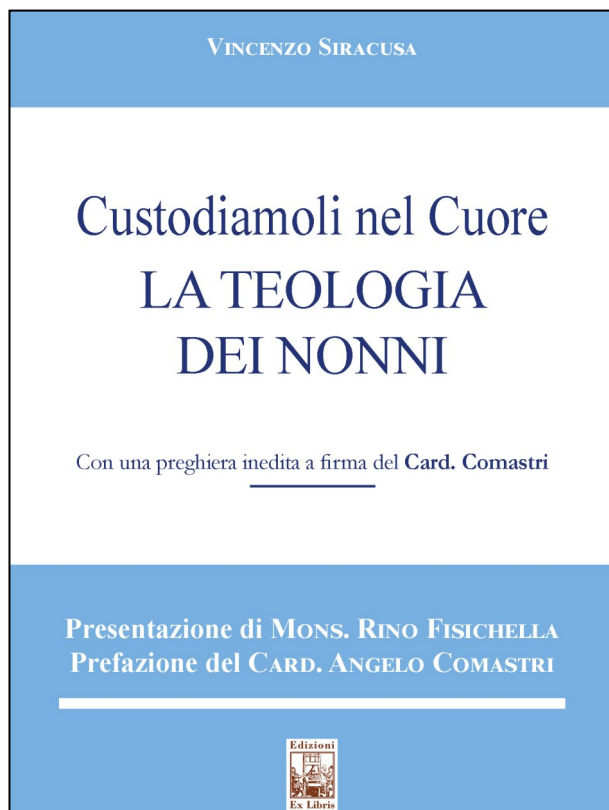 VINCENZO SIRACUSA
Custodiamoli nel Cuore
LA TEOLOGIA
DEI NONNI
Con una preghiera inedita a firma del Card. Comastri
Presentazione di MONS. RINO FISICHELLA
Prefazione del CARD. ANGELO COMASTRI
Edizioni
Ex Libris